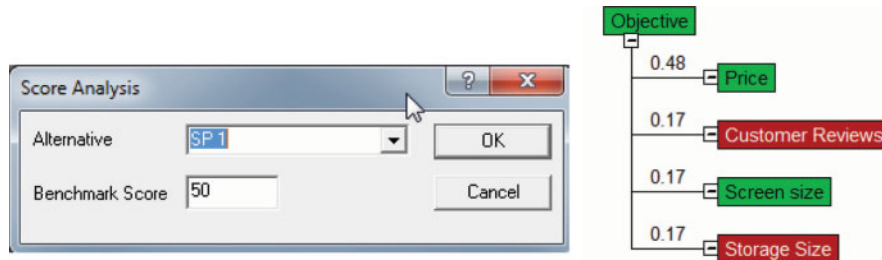 Score Analysis
?
X
Alternative
SP 1
OK
Benchmark Score
50
Cancel
Objective
0.48
Price
0.17
Customer Reviews
0.17
Screen size
0.17
Storage Size